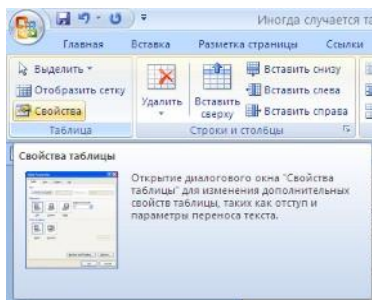 Иногда случается та
Главная Вставка Разметка страницы Ссылки
Выделить
Отобразить сетку
Свойства
Таблица
Удалить
Вставить сверху
Вставить снизу
Вставить слева
Вставить справа
Строки и столбцы
Свойства таблицы
Открытие диалогового окна "Свойства
таблицы" для изменения дополнительных
свойств таблицы, таких как отступ и
параметры переноса текста.